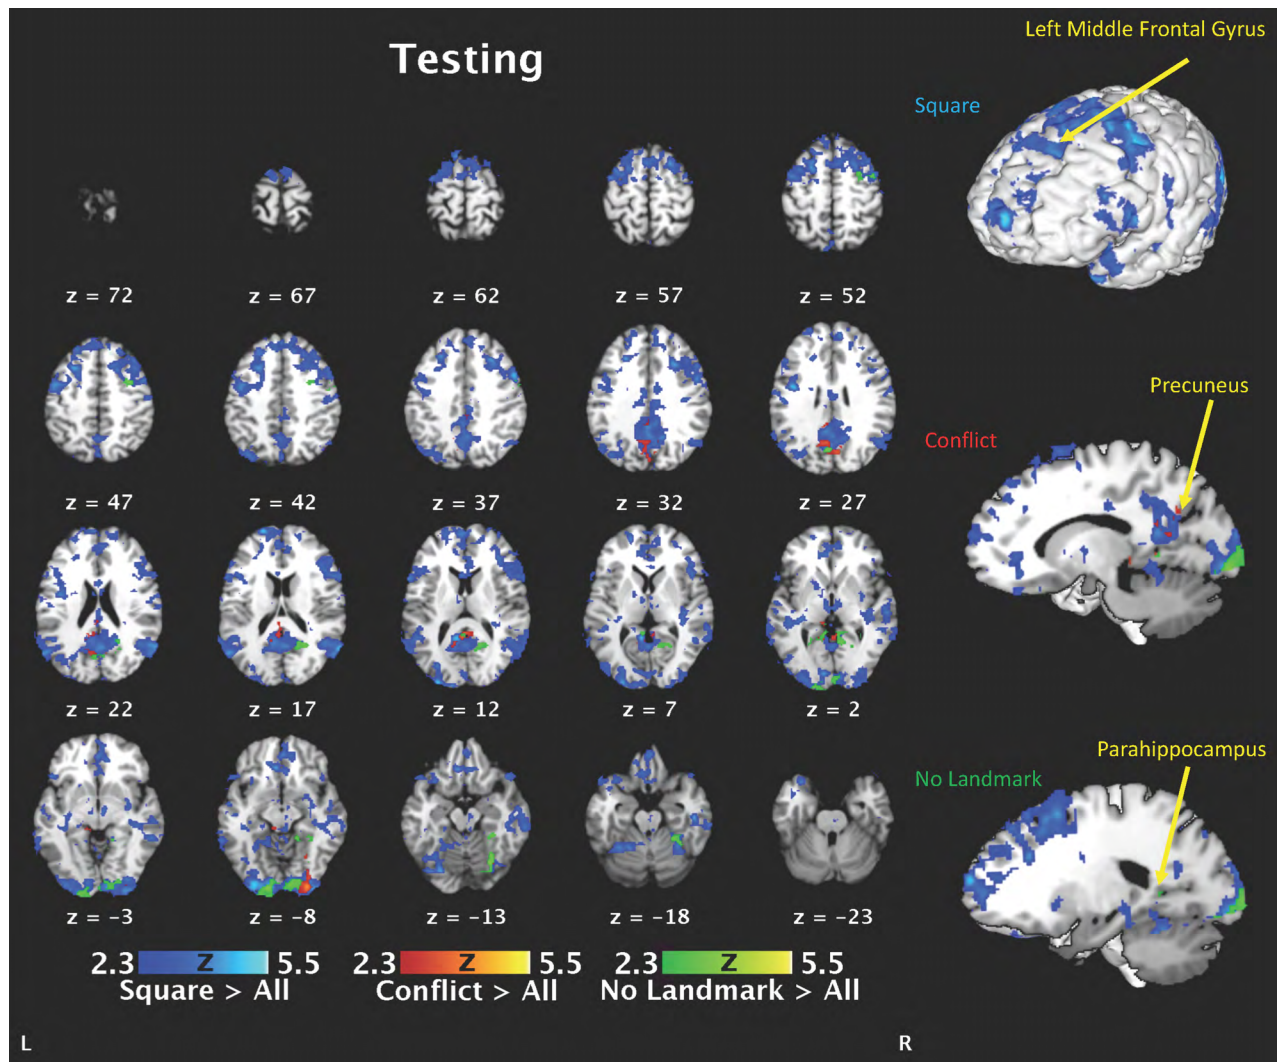 Testing
Left Middle Frontal Gyrus
Square
z = 72 z = 67 z = 62 z = 57 z = 52
Precuneus
Conflict
z = 47 z = 42 z = 37 z = 32 z = 27
z = 22 z = 17 z = 12 z = 7 z = 2
Parahippocampus
No Landmark
z = -3 z = -8 z = -13 z = -18 z = -23
2.3 Z 5.5 2.3 Z 5.5 2.3 Z 5.5
Square > All Conflict > All No Landmark > All
L R